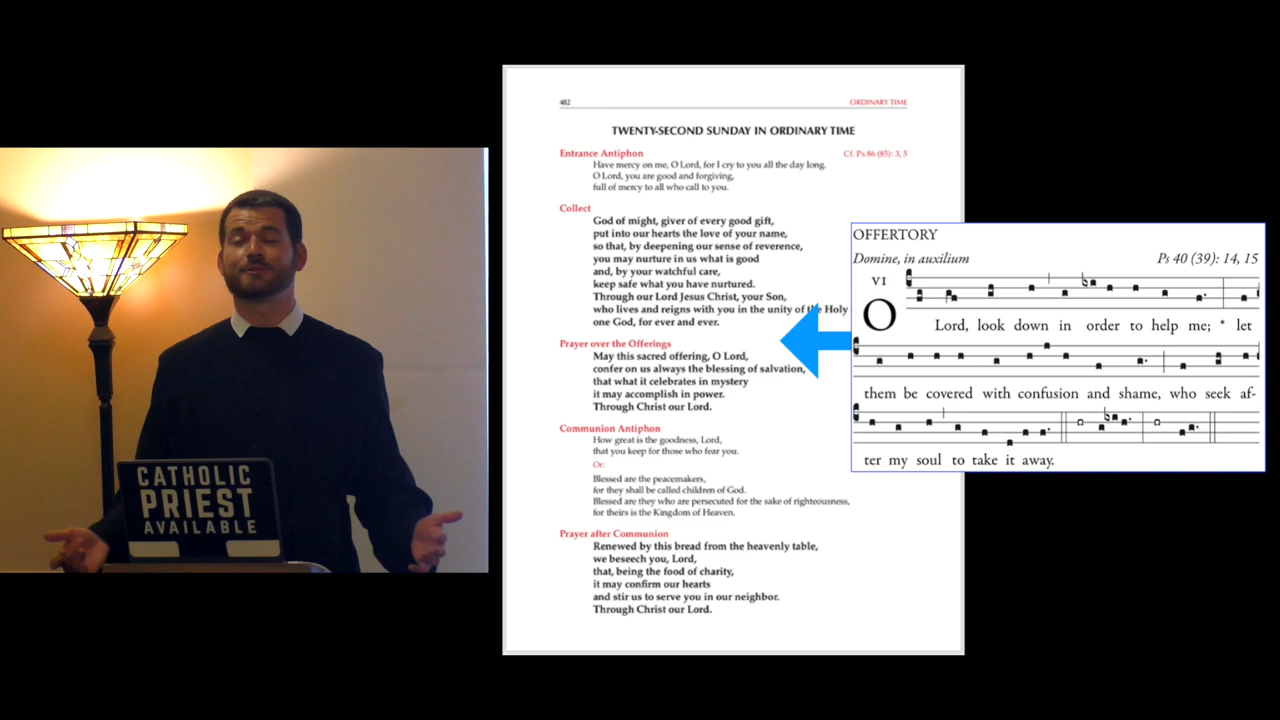 CATHOLIC
PRIEST
AVAILABLE
482
ORDINARY TIME
TWENTY-SECOND SUNDAY IN ORDINARY TIME
Entrance Antiphon
Cf. Ps 86 (85): 3, 5
Have mercy on me, O Lord, for I cry to you all the day long.
O Lord, you are good and forgiving,
full of mercy to all who call to you.
Collect
God of might, giver of every good gift,
put into our hearts the love of your name,
so that, by deepening our sense of reverence,
you may nurture in us what is good
and, by your watchful care,
keep safe what you have nurtured.
Through our Lord Jesus Christ, your Son,
who lives and reigns with you in the unity of the Holy
one God, for ever and ever.
Prayer over the Offerings
May this sacred offering, O Lord,
confer on us always the blessing of salvation,
that what it celebrates in mystery
it may accomplish in power.
Through Christ our Lord.
Communion Antiphon
How great is the goodness, Lord,
that you keep for those who fear you.
Or:
Blessed are the peacemakers,
for they shall be called children of God.
Blessed are they who are persecuted for the sake of righteousness,
for theirs is the Kingdom of Heaven.
Prayer after Communion
Renewed by this bread from the heavenly table,
we beseech you, Lord,
that, being the food of charity,
it may confirm our hearts
and stir us to serve you in our neighbor.
Through Christ our Lord.
OFFERTORY
Domine, in auxilium
Ps 40 (39): 14, 15
VI
O Lord, look down in order to help me; * let
them be covered with confusion and shame, who seek af-
ter my soul to take it away.